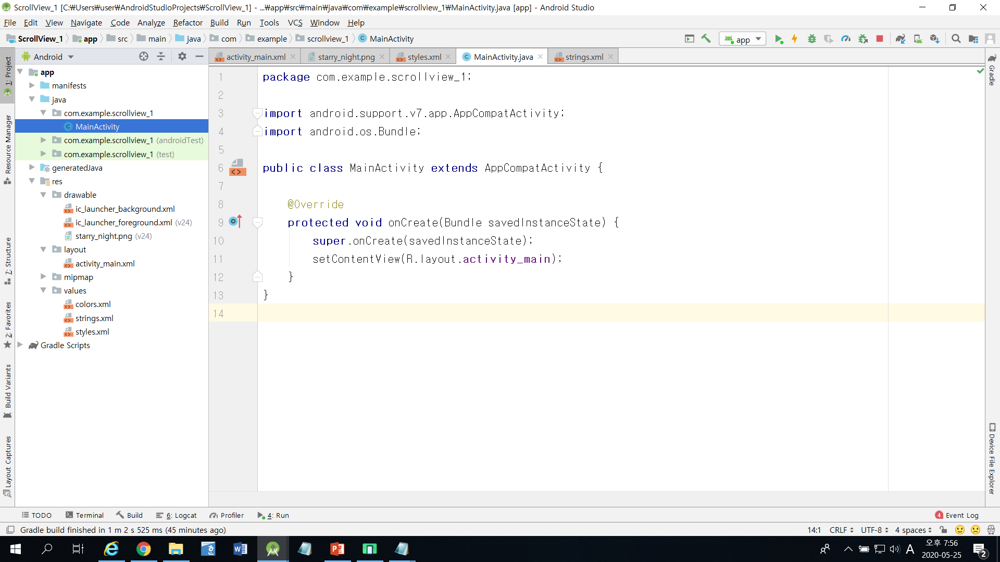 ScrollView_1 [C:₩Users₩user₩AndroidStudioProjects₩ScrollView_1] - ...₩app₩src₩main₩java₩com₩example₩scrollview_1₩MainActivity.java [app] - Android Studio
File Edit View Navigate Code Analyze Refactor Build Run Tools VCS Window Help
ScrollView_1 app src main java com example scrollview_1 MainActivity
app
Android
activity_main.xml
starry_night.png
styles.xml
MainActivity.java
strings.xml
1: Project
Resource Manager
7: Structure
2: Favorites
Build Variants
Layout Captures
app
manifests
java
com.example.scrollview_1
MainActivity
com.example.scrollview_1 (androidTest)
com.example.scrollview_1 (test)
generatedJava
res
drawable
ic_launcher_background.xml
ic_launcher_foreground.xml (v24)
starry_night.png (v24)
layout
activity_main.xml
mipmap
values
colors.xml
strings.xml
styles.xml
Gradle Scripts
1 package com.example.scrollview_1;
2
3 import android.support.v7.app.AppCompatActivity;
4 import android.os.Bundle;
5
6 public class MainActivity extends AppCompatActivity {
7
8 @Override
9 protected void onCreate(Bundle savedInstanceState) {
10 super.onCreate(savedInstanceState);
11 setContentView(R.layout.activity_main);
12 }
13 }
14
Gradle
Device File Explorer
TODO Terminal Build 6: Logcat Profiler 4: Run
4 Event Log
Gradle build finished in 1 m 2 s 525 ms (45 minutes ago)
14:1 CRLF UTF-8 4 spaces
A
오후 7:56
2020-05-25
2